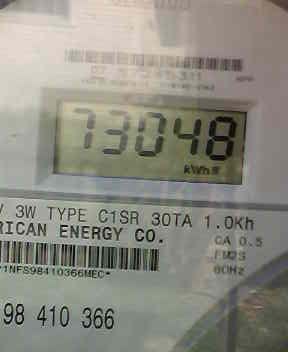 73048
kWh
V 3W TYPE C1SR 30TA 1.0Kh
RICAN ENERGY CO.
CA 0.5
FM2S
60Hz
*1NFS98410366MEC*
98 410 366